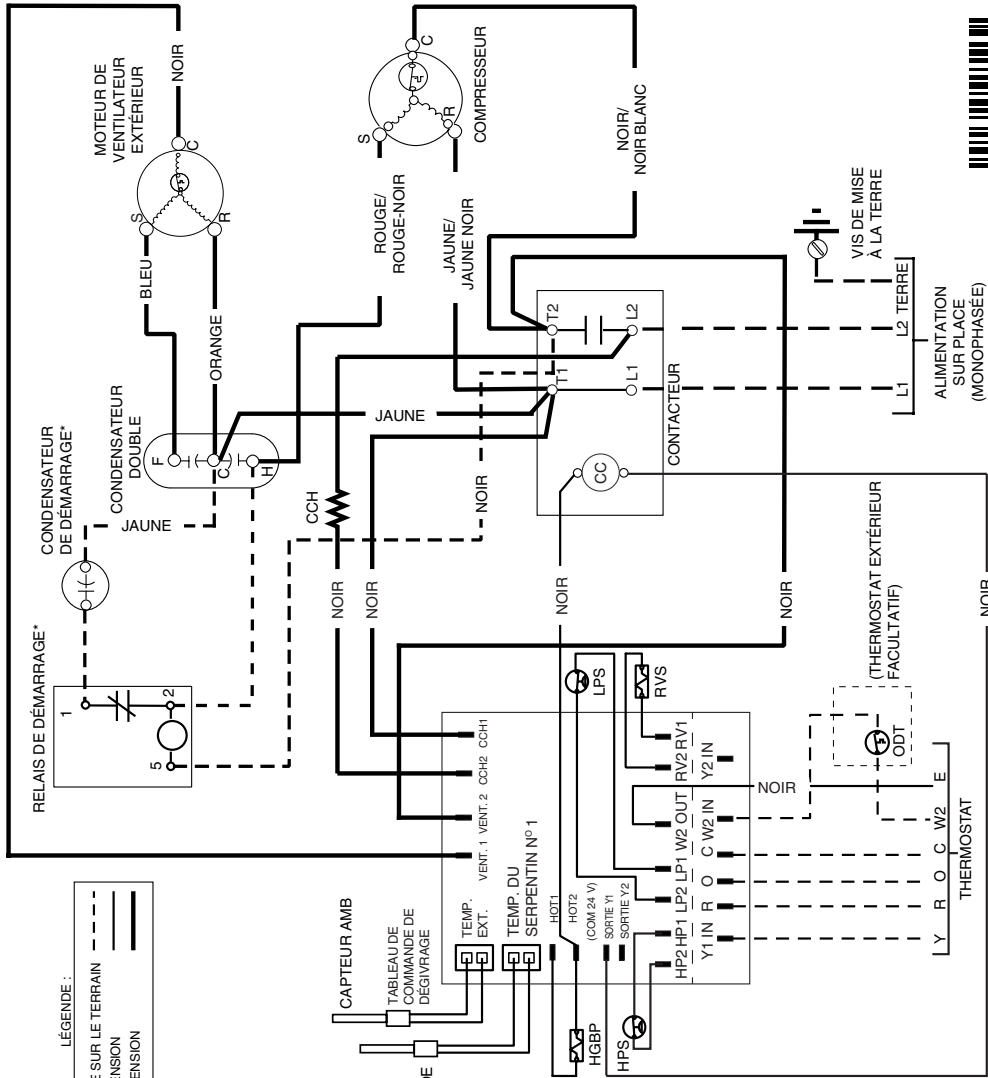 LÉGENDE :
SUR LE TERRAIN
MOTEUR DE
VENTILATEUR
EXTÉRIEUR
NOIR
C
S
R
BLEU
ORANGE
COMPRESSEUR
C
S
R
ROUGE/
ROUGE-NOIR
JAUNE/
JAUNE NOIR
NOIR/
NOIR BLANC
CONDENSATEUR
DOUBLE
F
C
H
CONDENSATEUR
DE DÉMARRAGE*
JAUNE
RELAIS DE DÉMARRAGE*
1
2
5
JAUNE
CCH
NOIR
NOIR
NOIR
T1
T2
L1
L2
CC
CONTACTEUR
VIS DE MISE
À LA TERRE
L1 L2 TERRE
ALIMENTATION
SUR PLACE
(MONOPHASÉE)
NOIR
NOIR
NOIR
CAPTEUR AMB
TABLEAU DE
COMMANDE DE
DÉGIVRAGE
VENT. 1 VENT. 2 CCH2 CCH1
TEMP.
EXT.
TEMP. DU
SERPENTIN Nº 1
HOT1
HOT2
(COM 24 V)
SORTIE Y1
SORTIE Y2
HP2 HP1 LP2 LP1 W2 OUT RV2 RV1
Y1 IN R O C W2 IN Y2 IN
HGBP
HPS
LPS
RVS
NOIR
(THERMOSTAT EXTÉRIEUR
FACULTATIF)
ODT
Y R O C W2 E
THERMOSTAT